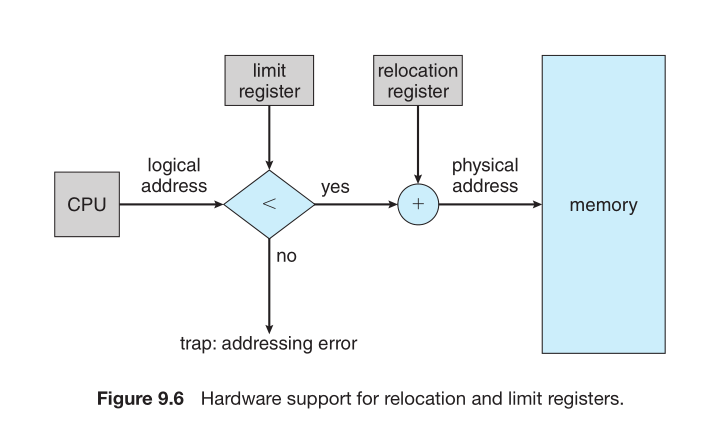 limit
register
relocation
register
logical
address
physical
address
CPU
<
yes
+
memory
no
trap: addressing error
Figure 9.6 Hardware support for relocation and limit registers.